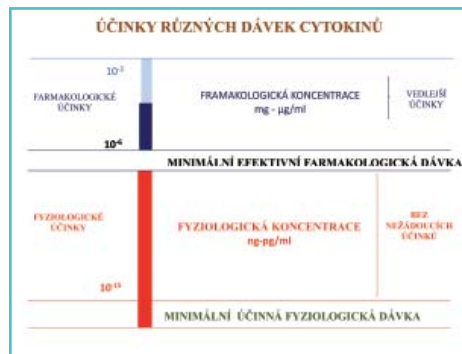 ÚČINKY RŮZNÝCH DÁVEK CYTOKINŮ
10⁻³
FARMAKOLOGICKÉ
ÚČINKY
FRAMAKOLOGICKÁ KONCENTRACE
mg - µg/ml
VEDLEJŠÍ
ÚČINKY
10⁻⁶
MINIMÁLNÍ EFEKTIVNÍ FARMAKOLOGICKÁ DÁVKA
FYZIOLOGICKÉ
ÚČINKY
FYZIOLOGICKÁ KONCENTRACE
ng-pg/ml
BEZ
NEŽÁDOUCÍCH
ÚČINKŮ
10⁻¹⁵
MINIMÁLNÍ ÚČINNÁ FYZIOLOGICKÁ DÁVKA